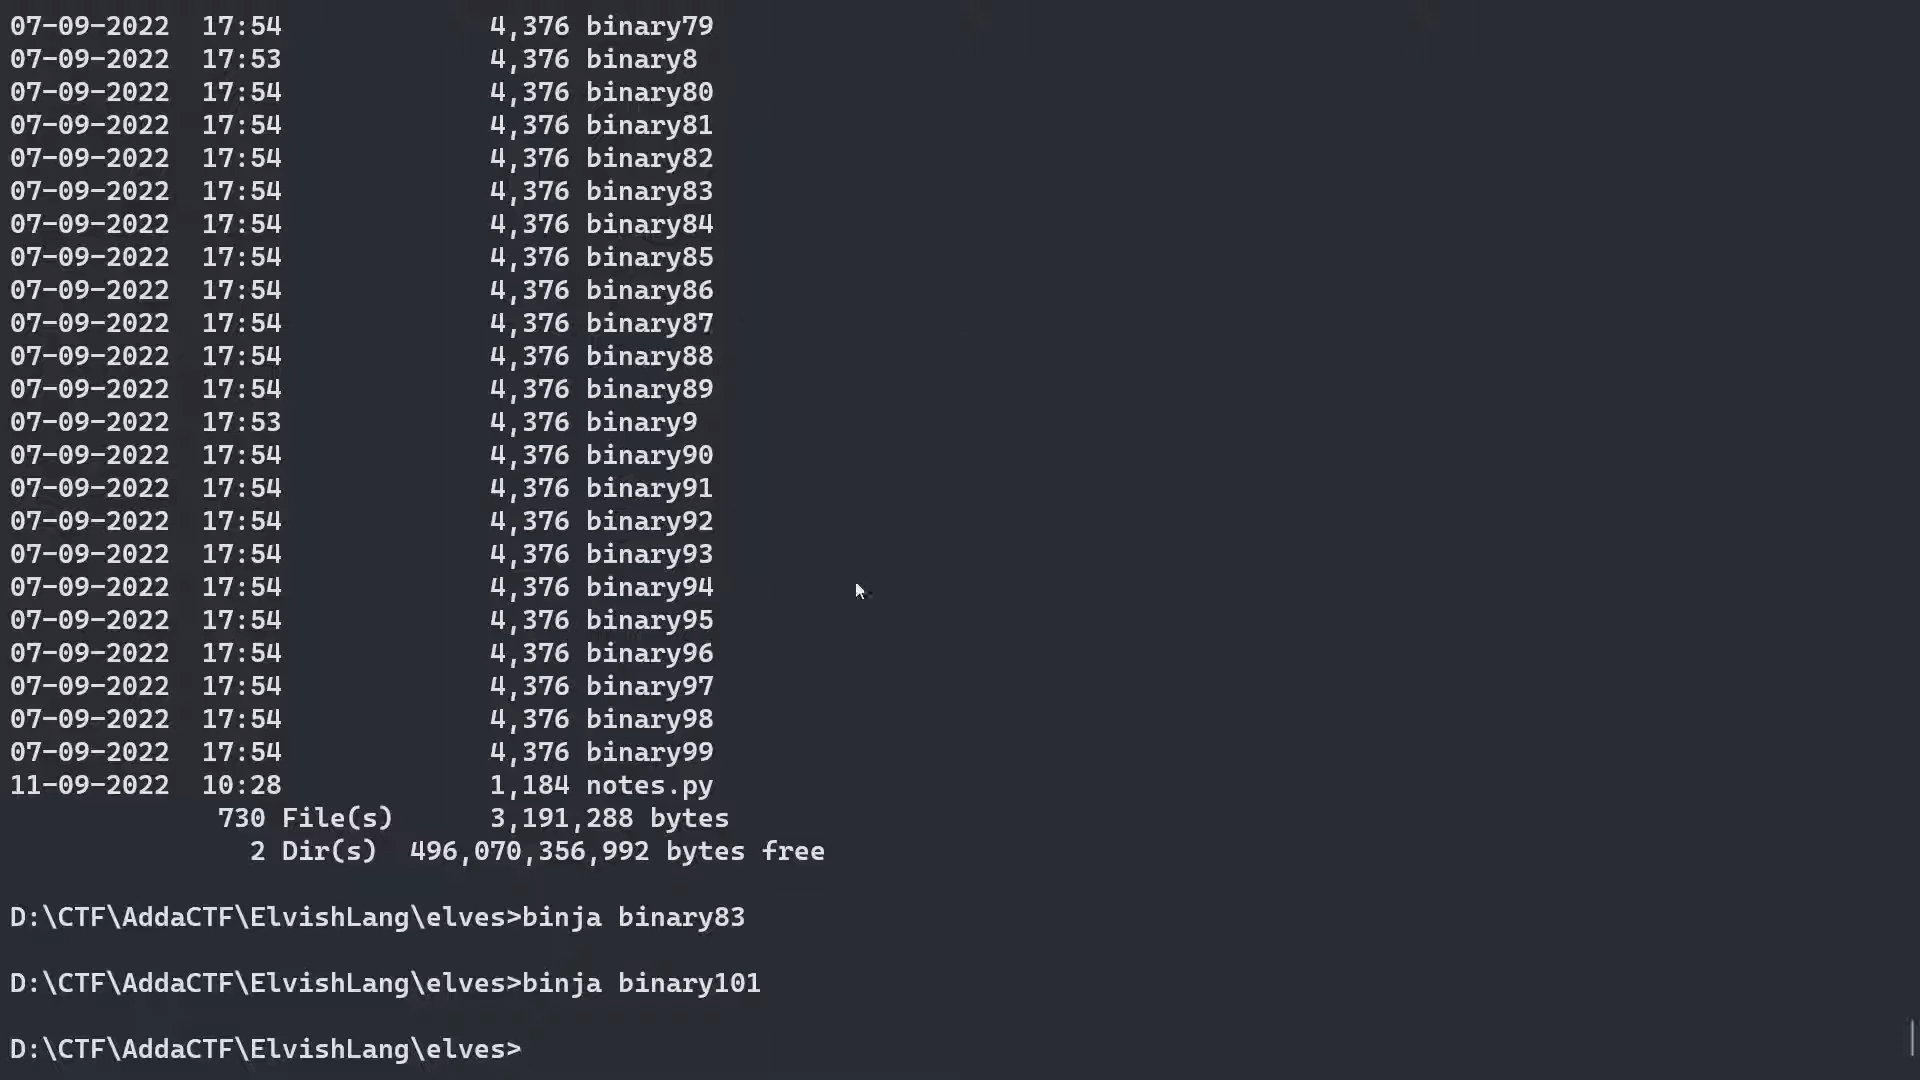 07-09-2022  17:54             4,376 binary79
07-09-2022  17:53             4,376 binary8
07-09-2022  17:54             4,376 binary80
07-09-2022  17:54             4,376 binary81
07-09-2022  17:54             4,376 binary82
07-09-2022  17:54             4,376 binary83
07-09-2022  17:54             4,376 binary84
07-09-2022  17:54             4,376 binary85
07-09-2022  17:54             4,376 binary86
07-09-2022  17:54             4,376 binary87
07-09-2022  17:54             4,376 binary88
07-09-2022  17:54             4,376 binary89
07-09-2022  17:53             4,376 binary9
07-09-2022  17:54             4,376 binary90
07-09-2022  17:54             4,376 binary91
07-09-2022  17:54             4,376 binary92
07-09-2022  17:54             4,376 binary93
07-09-2022  17:54             4,376 binary94
07-09-2022  17:54             4,376 binary95
07-09-2022  17:54             4,376 binary96
07-09-2022  17:54             4,376 binary97
07-09-2022  17:54             4,376 binary98
07-09-2022  17:54             4,376 binary99
11-09-2022  10:28             1,184 notes.py
             730 File(s)      3,191,288 bytes
               2 Dir(s)  496,070,356,992 bytes free
D:\CTF\AddaCTF\ElvishLang\elves>binja binary83
D:\CTF\AddaCTF\ElvishLang\elves>binja binary101
D:\CTF\AddaCTF\ElvishLang\elves>